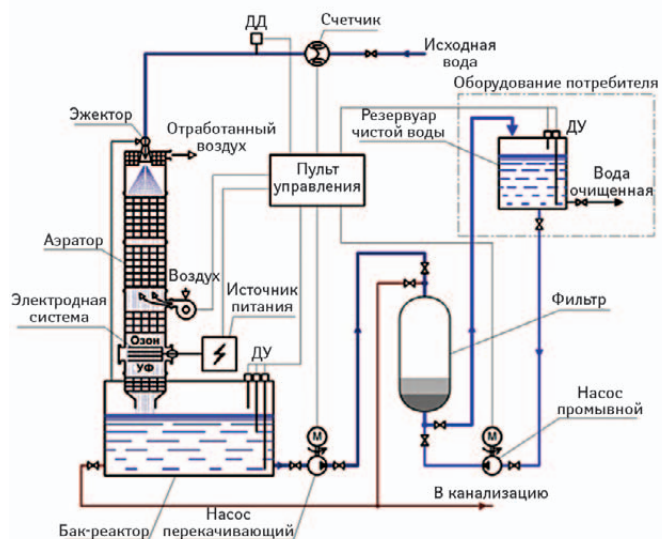 ДД
Счетчик
Исходная
вода
Оборудование потребителя
Эжектор
Отработанный
воздух
Резервуар
чистой воды
ДУ
Пульт
управления
Вода
очищенная
Аэратор
Воздух
Электродная
система
Источник
питания
Фильтр
Озон
УФ
ДУ
М
М
Насос
промывной
В канализацию
Бак-реактор
Насос
перекачивающий